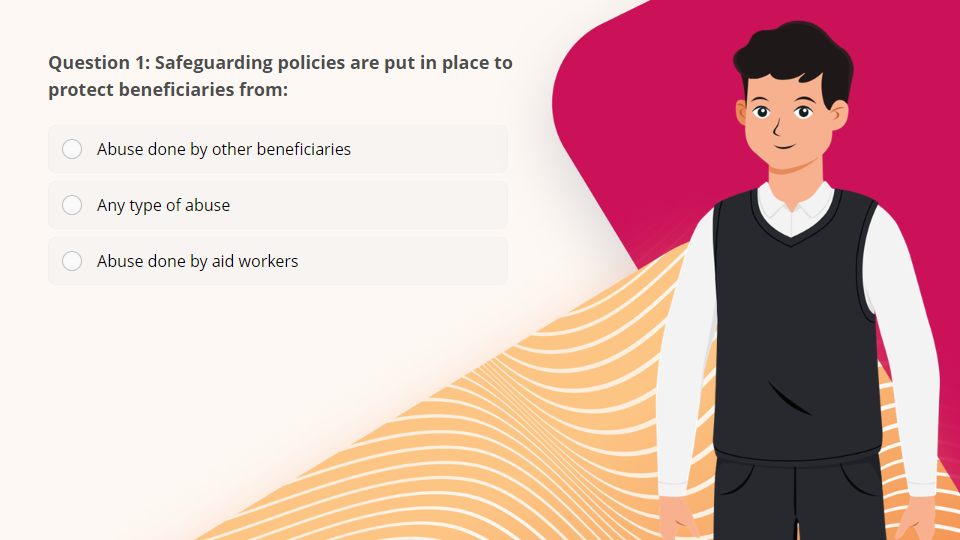 Question 1: Safeguarding policies are put in place to
protect beneficiaries from:
Abuse done by other beneficiaries
Any type of abuse
Abuse done by aid workers